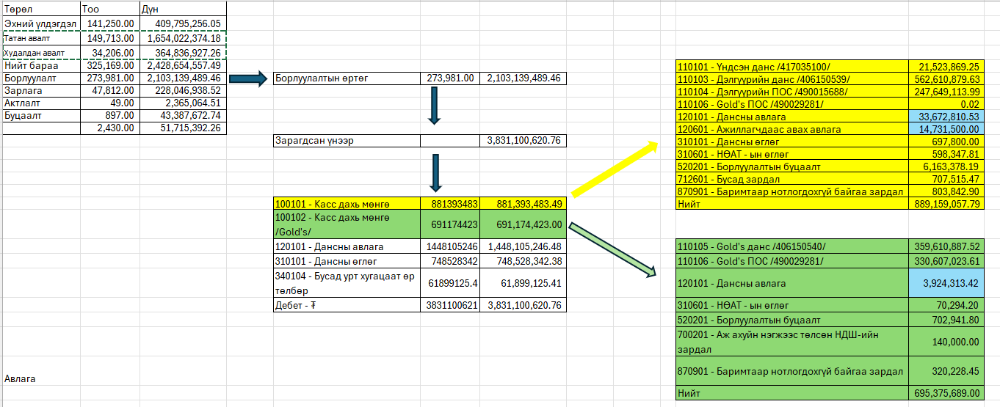 Төрөл Тоо Дүн
Эхний үлдэгдэл 141,250.00 409,795,256.05
Татан авалт 149,713.00 1,654,022,374.18
Худалдан авалт 34,206.00 364,836,927.26
Нийт бараа 325,169.00 2,428,654,557.49
Борлуулалт 273,981.00 2,103,139,489.46
Зарлага 47,812.00 228,046,938.52
Актлалт 49.00 2,365,064.51
Буцаалт 897.00 43,387,672.74
2,430.00 51,715,392.26
Борлуулалтын өртөг 273,981.00 2,103,139,489.46
Зарагдсан үнээр 3,831,100,620.76
100101 - Касс дахь мөнгө 881393483 881,393,483.49
100102 - Касс дахь мөнгө
/Gold's/ 691174423 691,174,423.00
120101 - Дансны авлага 1448105246 1,448,105,246.48
310101 - Дансны өглөг 748528342 748,528,342.38
340104 - Бусад урт хугацаат өр
төлбөр 61899125.4 61,899,125.41
Дебет - ₮ 3831100621 3,831,100,620.76
110101 - Үндсэн данс /417035100/ 21,523,869.25
110103 - Дэлгүүрийн данс /406150539/ 562,610,879.63
110104 - Дэлгүүрийн ПОС /490015688/ 247,649,113.99
110106 - Gold's ПОС /490029281/ 0.02
120101 - Дансны авлага 33,672,810.53
120601 - Ажиллагчдаас авах авлага 14,731,500.00
310101 - Дансны өглөг 697,800.00
310601 - НӨАТ - ын өглөг 598,347.81
520201 - Борлуулалтын буцаалт 6,163,378.19
712601 - Бусад зардал 707,515.47
870901 - Баримтаар нотлогдохгүй байгаа зардал 803,842.90
Нийт 889,159,057.79
110105 - Gold's данс /406150540/ 359,610,887.52
110106 - Gold's ПОС /490029281/ 330,607,023.61
120101 - Дансны авлага 3,924,313.42
310601 - НӨАТ - ын өглөг 70,294.20
520201 - Борлуулалтын буцаалт 702,941.80
700201 - Аж ахуйн нэгжээс төлсөн НДШ-ийн
зардал 140,000.00
870901 - Баримтаар нотлогдохгүй байгаа зардал 320,228.45
Нийт 695,375,689.00
Авлага